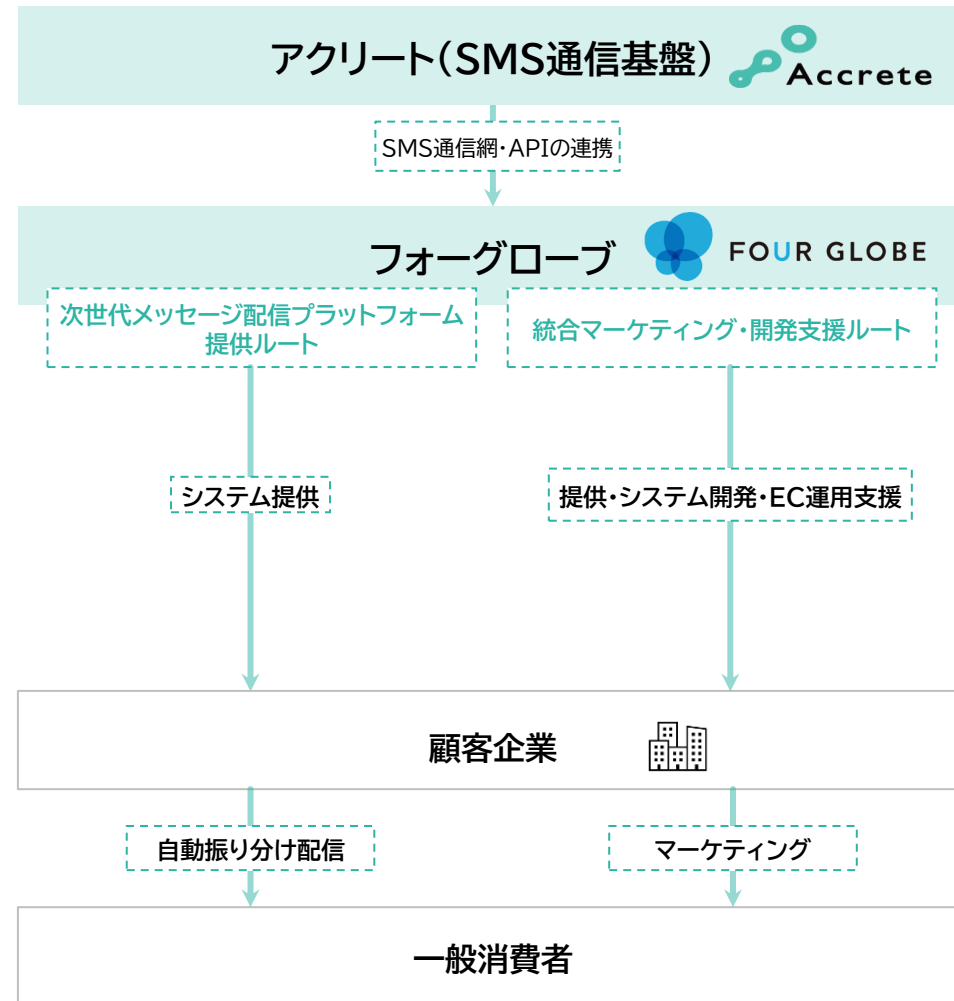 アクリート(SMS通信基盤)
Accrete
SMS通信網・APIの連携
フォーグローブ
FOUR GLOBE
次世代メッセージ配信プラットフォーム
提供ルート
統合マーケティング・開発支援ルート
システム提供
提供・システム開発・EC運用支援
顧客企業
自動振り分け配信
マーケティング
一般消費者